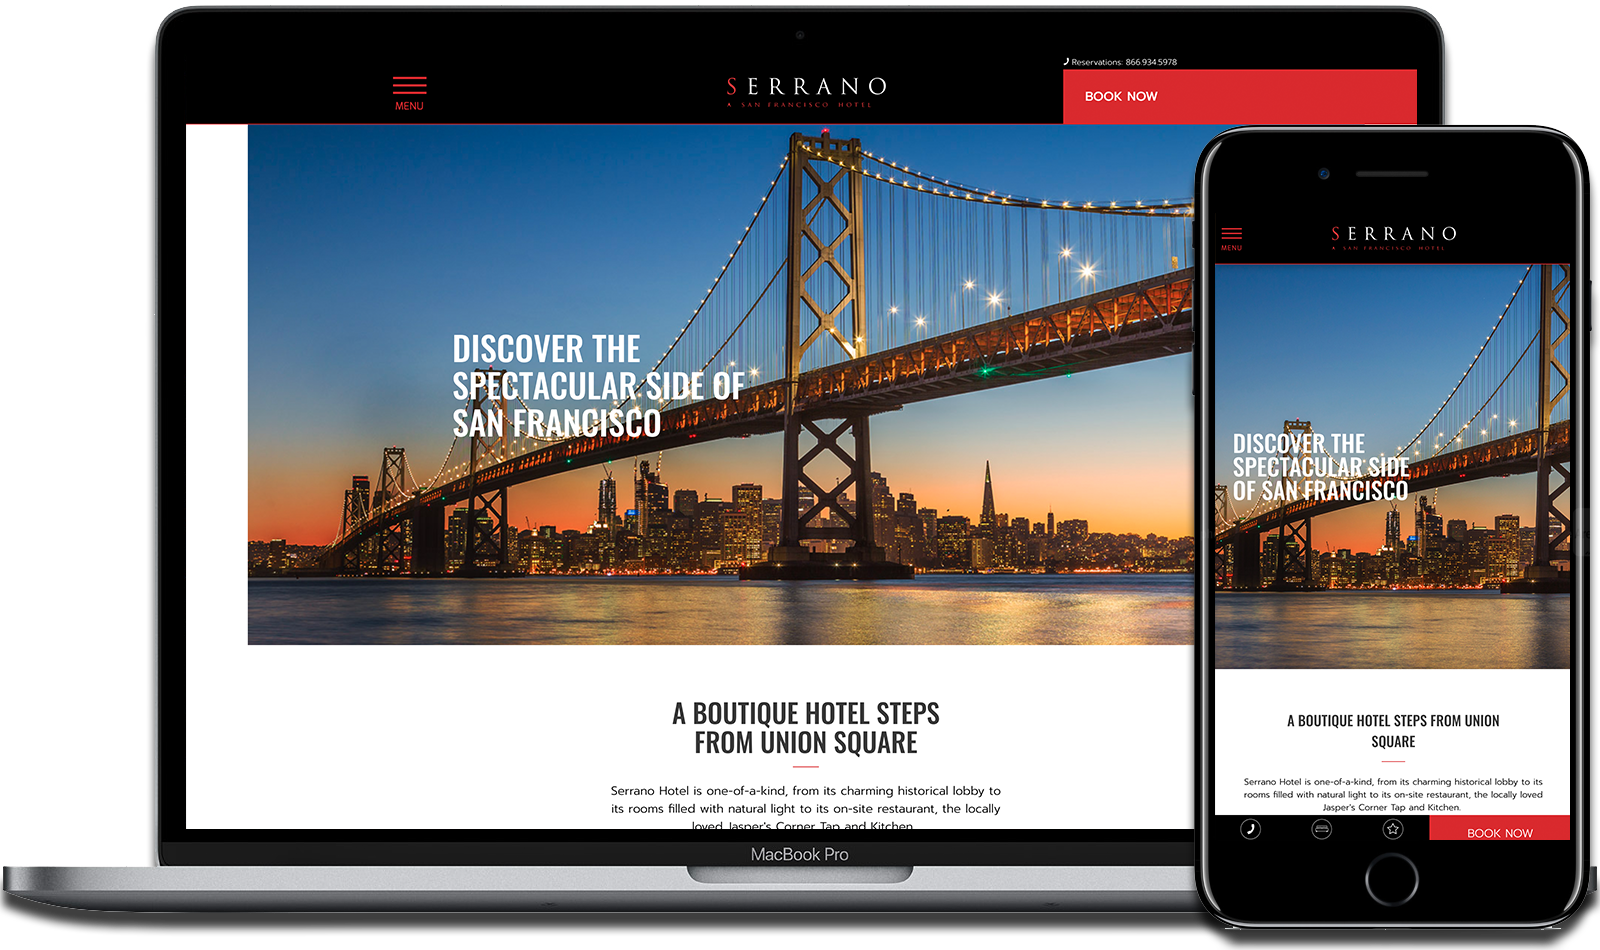 Reservations: 866.934.5978
MENU
SERRANO
A SAN FRANCISCO HOTEL
BOOK NOW
DISCOVER THE
SPECTACULAR SIDE OF
SAN FRANCISCO
A BOUTIQUE HOTEL STEPS
FROM UNION SQUARE
Serrano Hotel is one-of-a-kind, from its charming historical lobby to
its rooms filled with natural light to its on-site restaurant, the locally
loved Jasper's Corner Tap and Kitchen.
MacBook Pro
MENU
SERRANO
A SAN FRANCISCO HOTEL
DISCOVER THE
SPECTACULAR SIDE
OF SAN FRANCISCO
A BOUTIQUE HOTEL STEPS FROM UNION
SQUARE
Serrano Hotel is one-of-a-kind, from its charming historical lobby to its
rooms filled with natural light to its on-site restaurant, the locally loved
Jasper's Corner Tap and Kitchen.
BOOK NOW